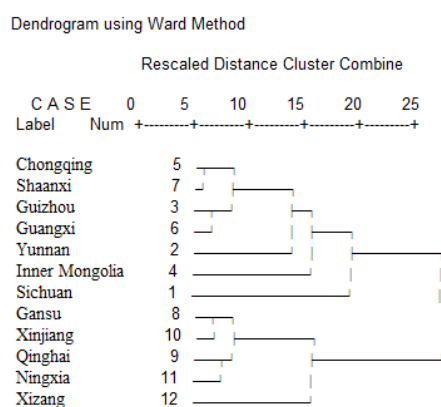 Dendrogram using Ward Method
Rescaled Distance Cluster Combine
C A S E 0 5 10 15 20 25
Label Num +---------+---------+---------+---------+---------+
Chongqing 5
Shaanxi 7
Guizhou 3
Guangxi 6
Yunnan 2
Inner Mongolia 4
Sichuan 1
Gansu 8
Xinjiang 10
Qinghai 9
Ningxia 11
Xizang 12